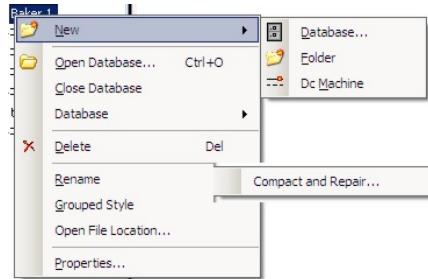 Baker 1
New
Database...
Folder
Dc Machine
Open Database... Ctrl+O
Close Database
Database
Delete Del
Rename
Compact and Repair...
Grouped Style
Open File Location...
Properties...